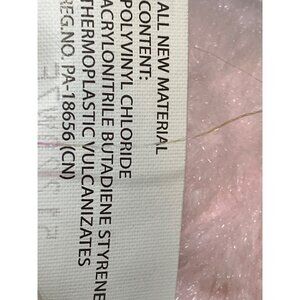 ALL NEW MATERIAL
CONTENT:
POLYVINYL CHLORIDE
ACRYLONITRILE BUTADIENE STYRENE
THERMOPLASTIC VULCANIZATES
REG.NO. PA-18656 (CN)